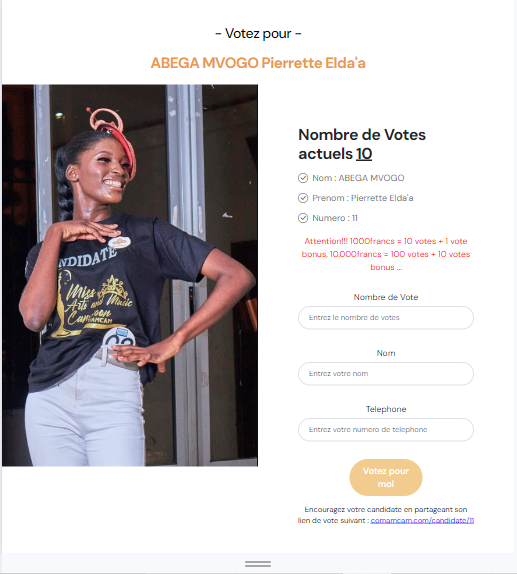 - Votez pour -
ABEGA MVOGO Pierrette Elda'a
NDIDATE
Miss
Arts and Music
Cam oon
Nombre de Votes
actuels 10
Nom : ABEGA MVOGO
Prenom : Pierrette Elda'a
Numero : 11
Attention!!! 1000francs = 10 votes + 1 vote
bonus, 10.000francs = 100 votes + 10 votes
bonus ...
Nombre de Vote
Entrez le nombre de votes
Nom
Entrez votre nom
Telephone
Entrez votre numero de telephone
Votez pour
moi
Encouragez votre candidate en partageant son
lien de vote suivant : comamcam.com/candidate/11